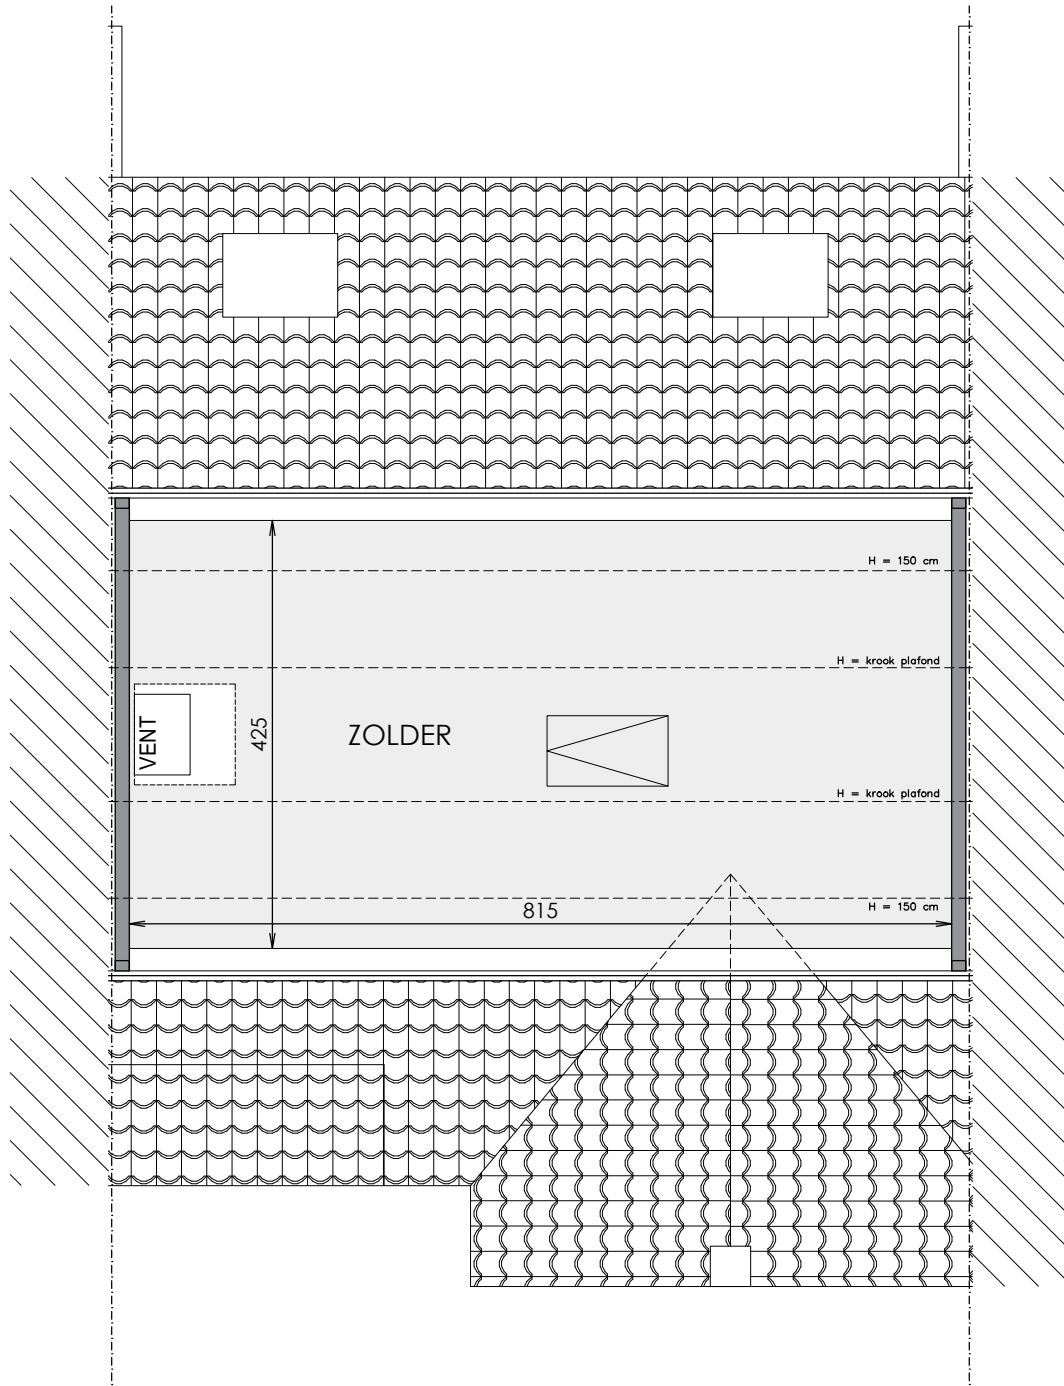 H = 150 cm
H = krook plafond
VENT
425
ZOLDER
H = krook plafond
815
H = 150 cm